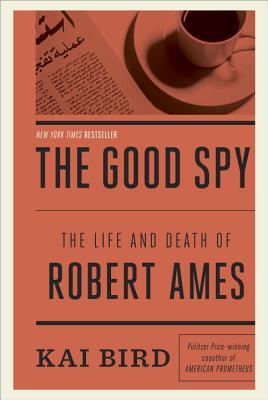 NEW YORK TIMES BESTSELLER
THE GOOD SPY
THE LIFE AND DEATH OF
ROBERT AMES
KAI BIRD
Pulitzer Prize–winning
coauthor of
AMERICAN PROMETHEUS